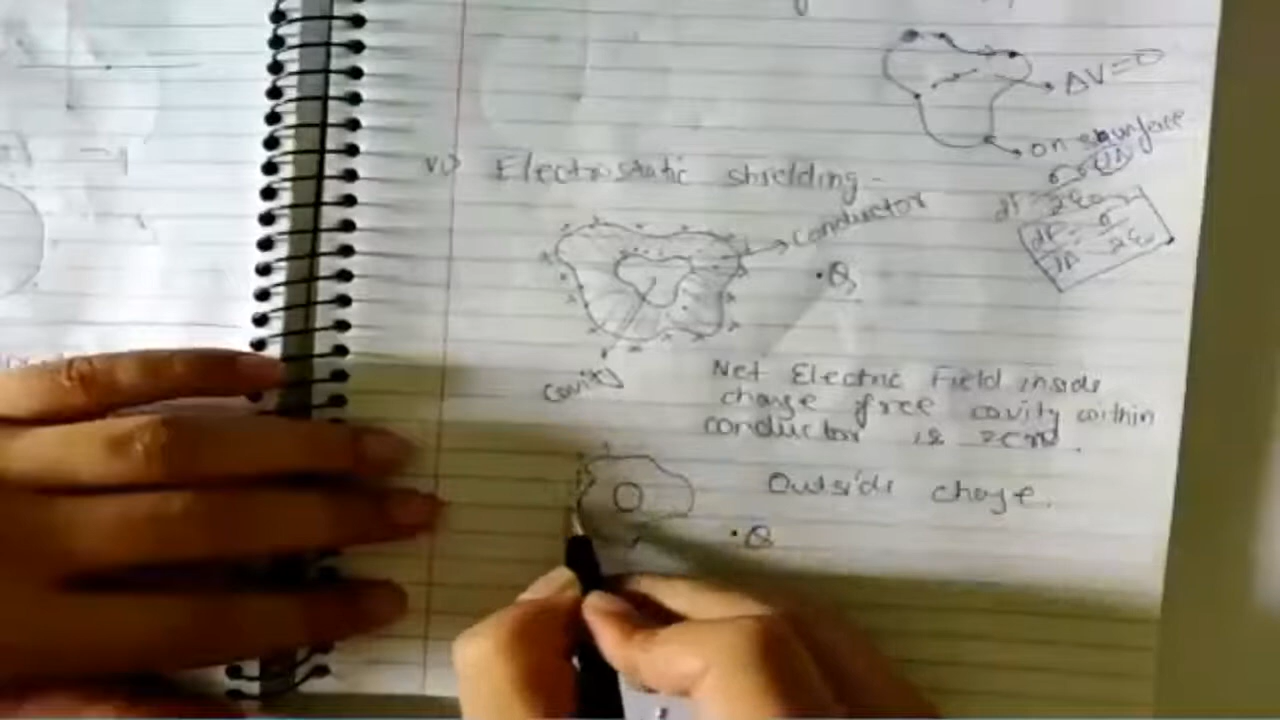 ΔV=0
on surface
vi) Electrostatic shielding -
conductor
.Q
cavity
Net Electric Field inside
charge free cavity within
conductor is zero.
Outside charge.
.Q